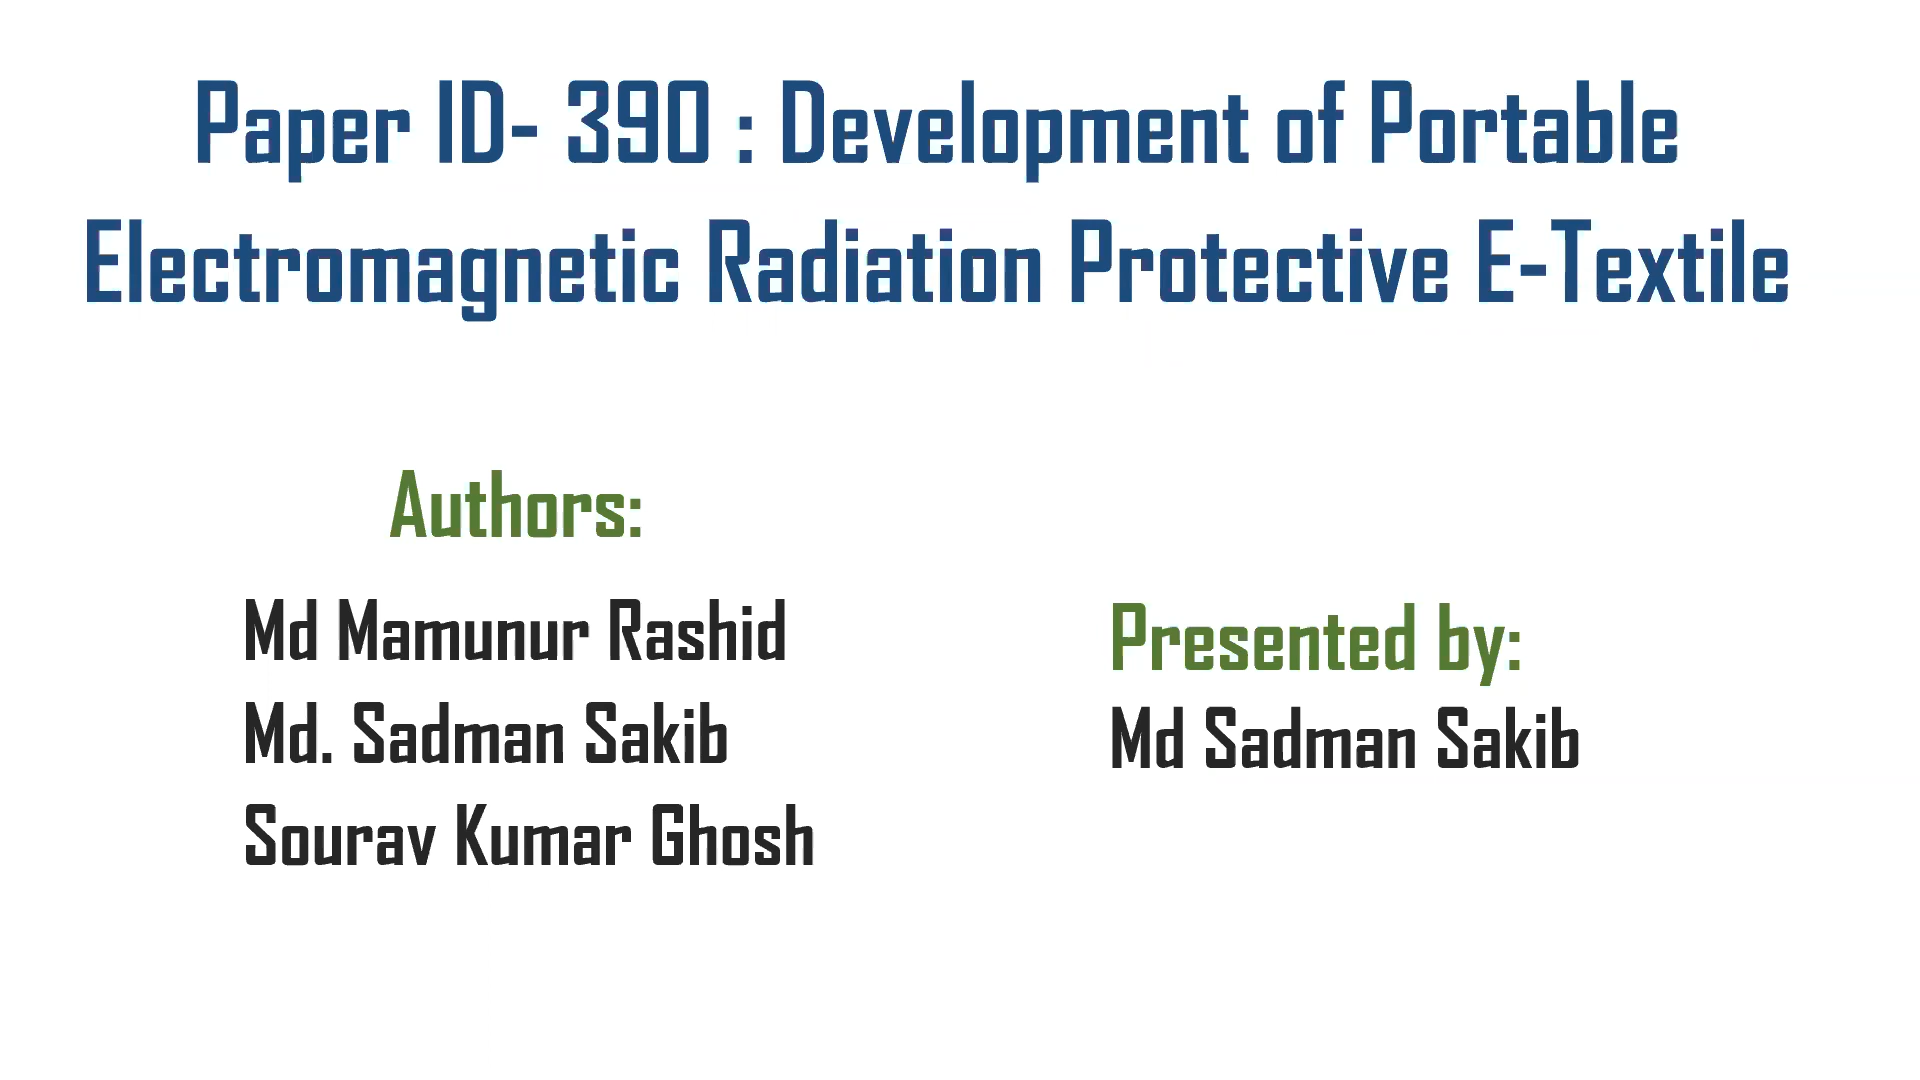 Paper ID- 390 : Development of Portable
Electromagnetic Radiation Protective E-Textile
Authors:
Md Mamunur Rashid
Md. Sadman Sakib
Sourav Kumar Ghosh
Presented by:
Md Sadman Sakib